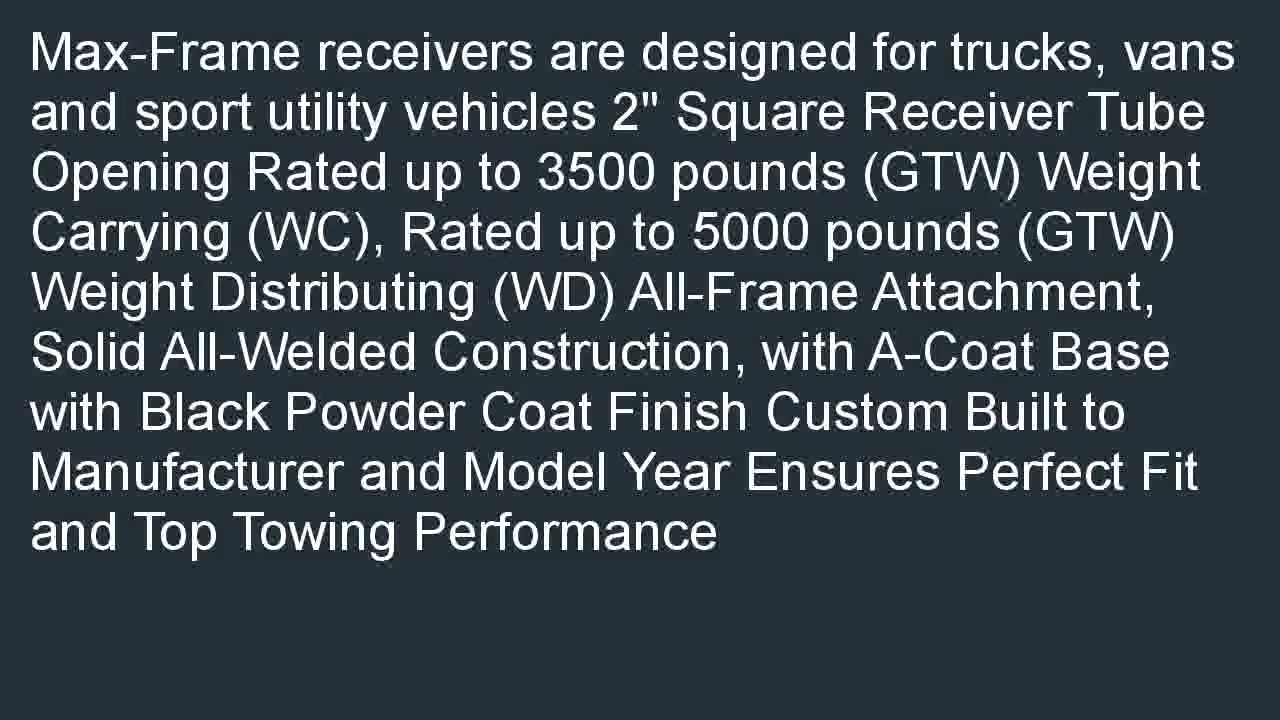 Max-Frame receivers are designed for trucks, vans
and sport utility vehicles 2" Square Receiver Tube
Opening Rated up to 3500 pounds (GTW) Weight
Carrying (WC), Rated up to 5000 pounds (GTW)
Weight Distributing (WD) All-Frame Attachment,
Solid All-Welded Construction, with A-Coat Base
with Black Powder Coat Finish Custom Built to
Manufacturer and Model Year Ensures Perfect Fit
and Top Towing Performance